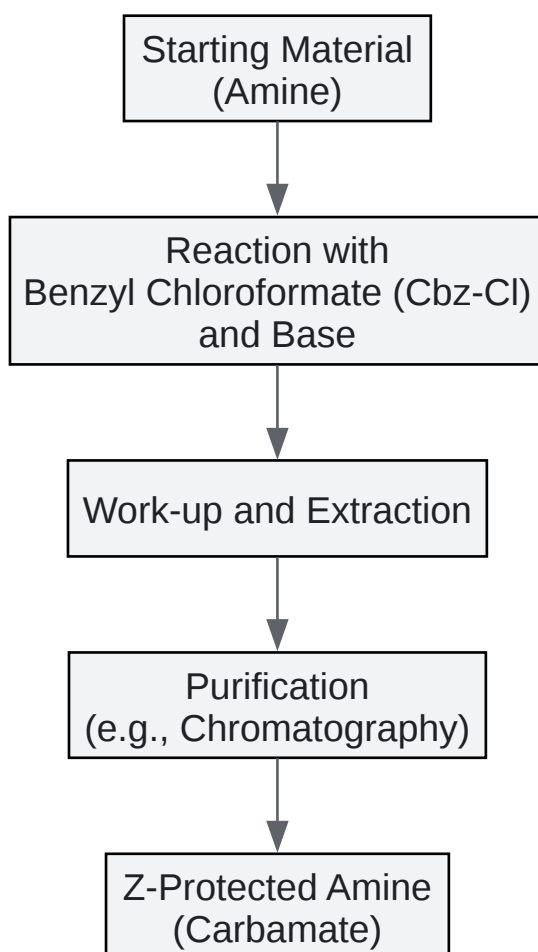 Starting Material
(Amine)
Reaction with
Benzyl Chloroformate (Cbz-Cl)
and Base
Work-up and Extraction
Purification
(e.g., Chromatography)
Z-Protected Amine
(Carbamate)